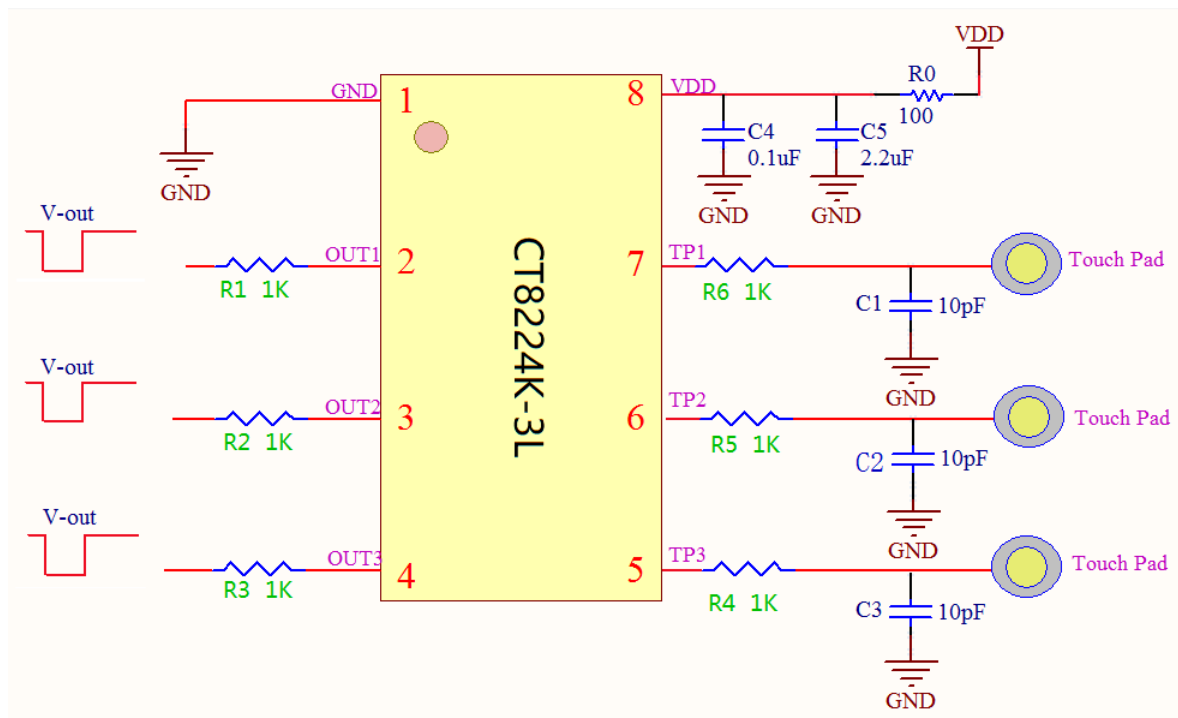 VDD
R0
100
GND
1
8
VDD
C4
0.1uF
C5
2.2uF
GND
GND
GND
V-out
OUT1
2
7
TP1
R1 1K
R6 1K
Touch Pad
C1
10pF
GND
CT8224K-3L
V-out
OUT2
3
6
TP2
R2 1K
R5 1K
Touch Pad
C2
10pF
GND
V-out
OUT3
4
5
TP3
R3 1K
R4 1K
Touch Pad
C3
10pF
GND